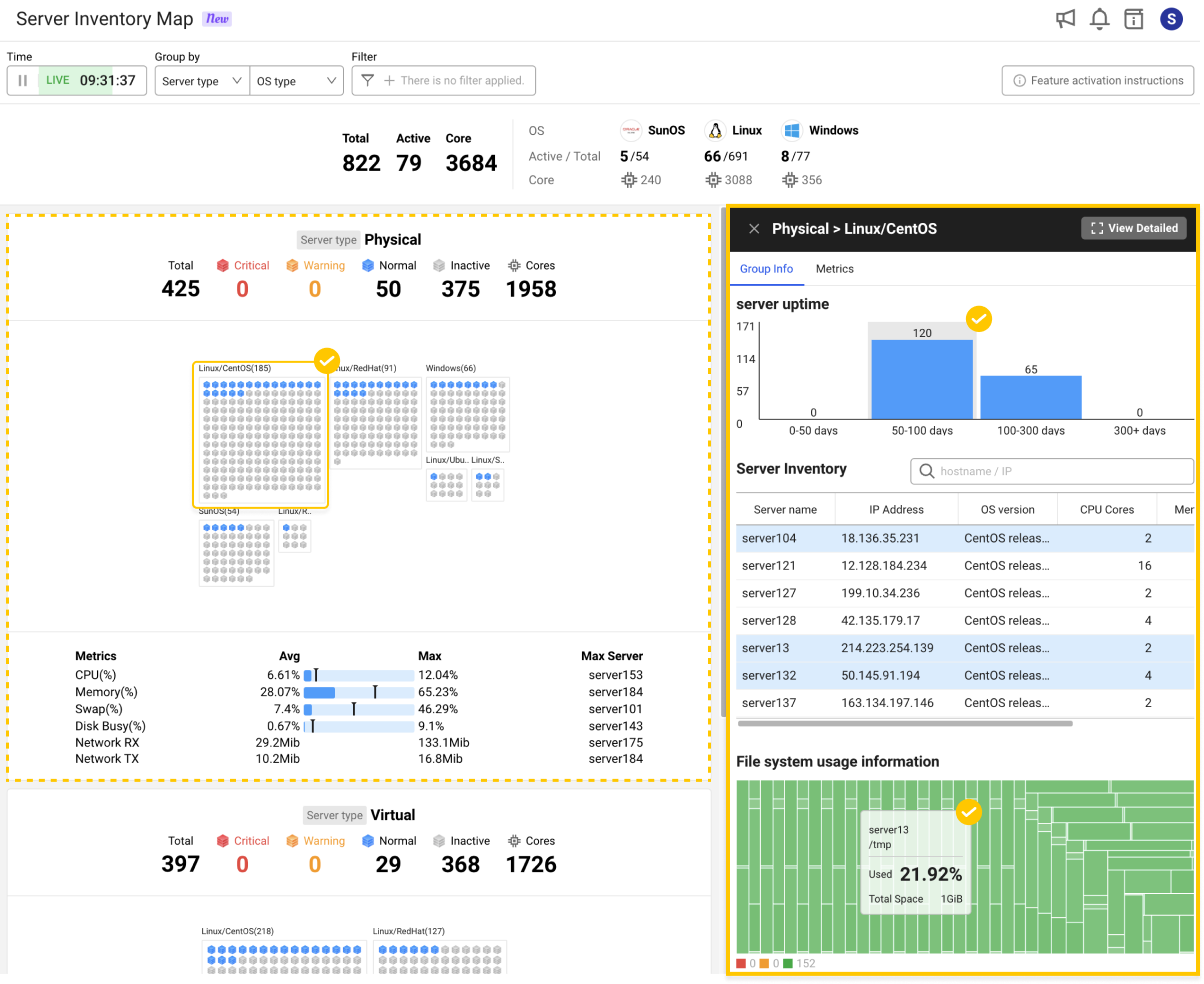 Server Inventory Map New
S
Time
Group by
Filter
LIVE 09:31:37
Server type
OS type
There is no filter applied.
Feature activation instructions
Total
Active
Core
822
79
3684
OS
SunOS
Linux
Windows
Active / Total
5/54
66/691
8/77
Core
240
3088
356
Server type Physical
Total
Critical
Warning
Normal
Inactive
Cores
425
0
0
50
375
1958
Linux/CentOS(185)
nux/RedHat(91)
Windows(66)
Linux/Ubu..
Linux/S..
SunOS(54)
Linux/R..
Metrics
Avg
Max
Max Server
CPU(%)
6.61%
12.04%
server153
Memory(%)
28.07%
65.23%
server184
Swap(%)
7.4%
46.29%
server101
Disk Busy(%)
0.67%
9.1%
server143
Network RX
29.2Mib
133.1Mib
server175
Network TX
10.2Mib
16.8Mib
server184
Server type Virtual
Total
Critical
Warning
Normal
Inactive
Cores
397
0
0
29
368
1726
Linux/CentOS(218)
Linux/RedHat(127)
Physical > Linux/CentOS
View Detailed
Group Info
Metrics
server uptime
171
114
57
0
0
120
65
0
0-50 days
50-100 days
100-300 days
300+ days
Server Inventory
hostname / IP
Server name
IP Address
OS version
CPU Cores
Mer
server104
18.136.35.231
CentOS releas...
2
server121
12.128.184.234
CentOS releas...
16
server127
199.10.34.236
CentOS releas...
2
server128
42.135.179.17
CentOS releas...
4
server13
214.223.254.139
CentOS releas...
2
server132
50.145.91.194
CentOS releas...
4
server137
163.134.197.146
CentOS releas...
2
File system usage information
server13
/tmp
Used 21.92%
Total Space 1GiB
0
0
152